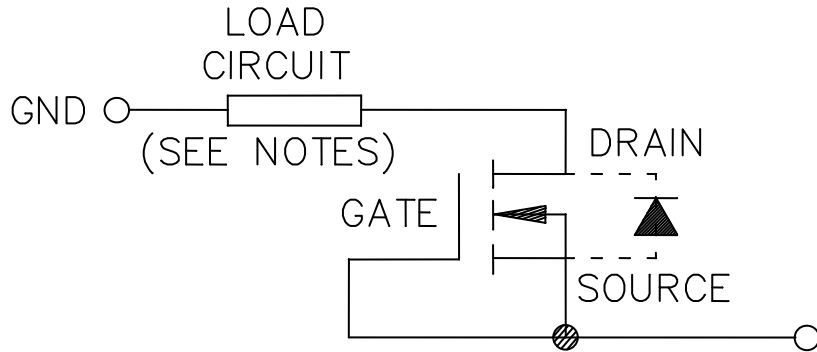 LOAD
CIRCUIT
GND
(SEE NOTES)
DRAIN
GATE
SOURCE